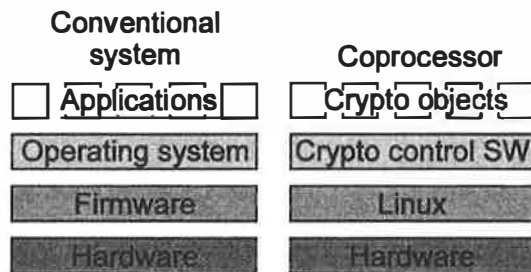 Conventional
system
Applications
Operating system
Firmware
Hardware
Coprocessor
Crypto objects
Crypto control SW
Linux
Hardware